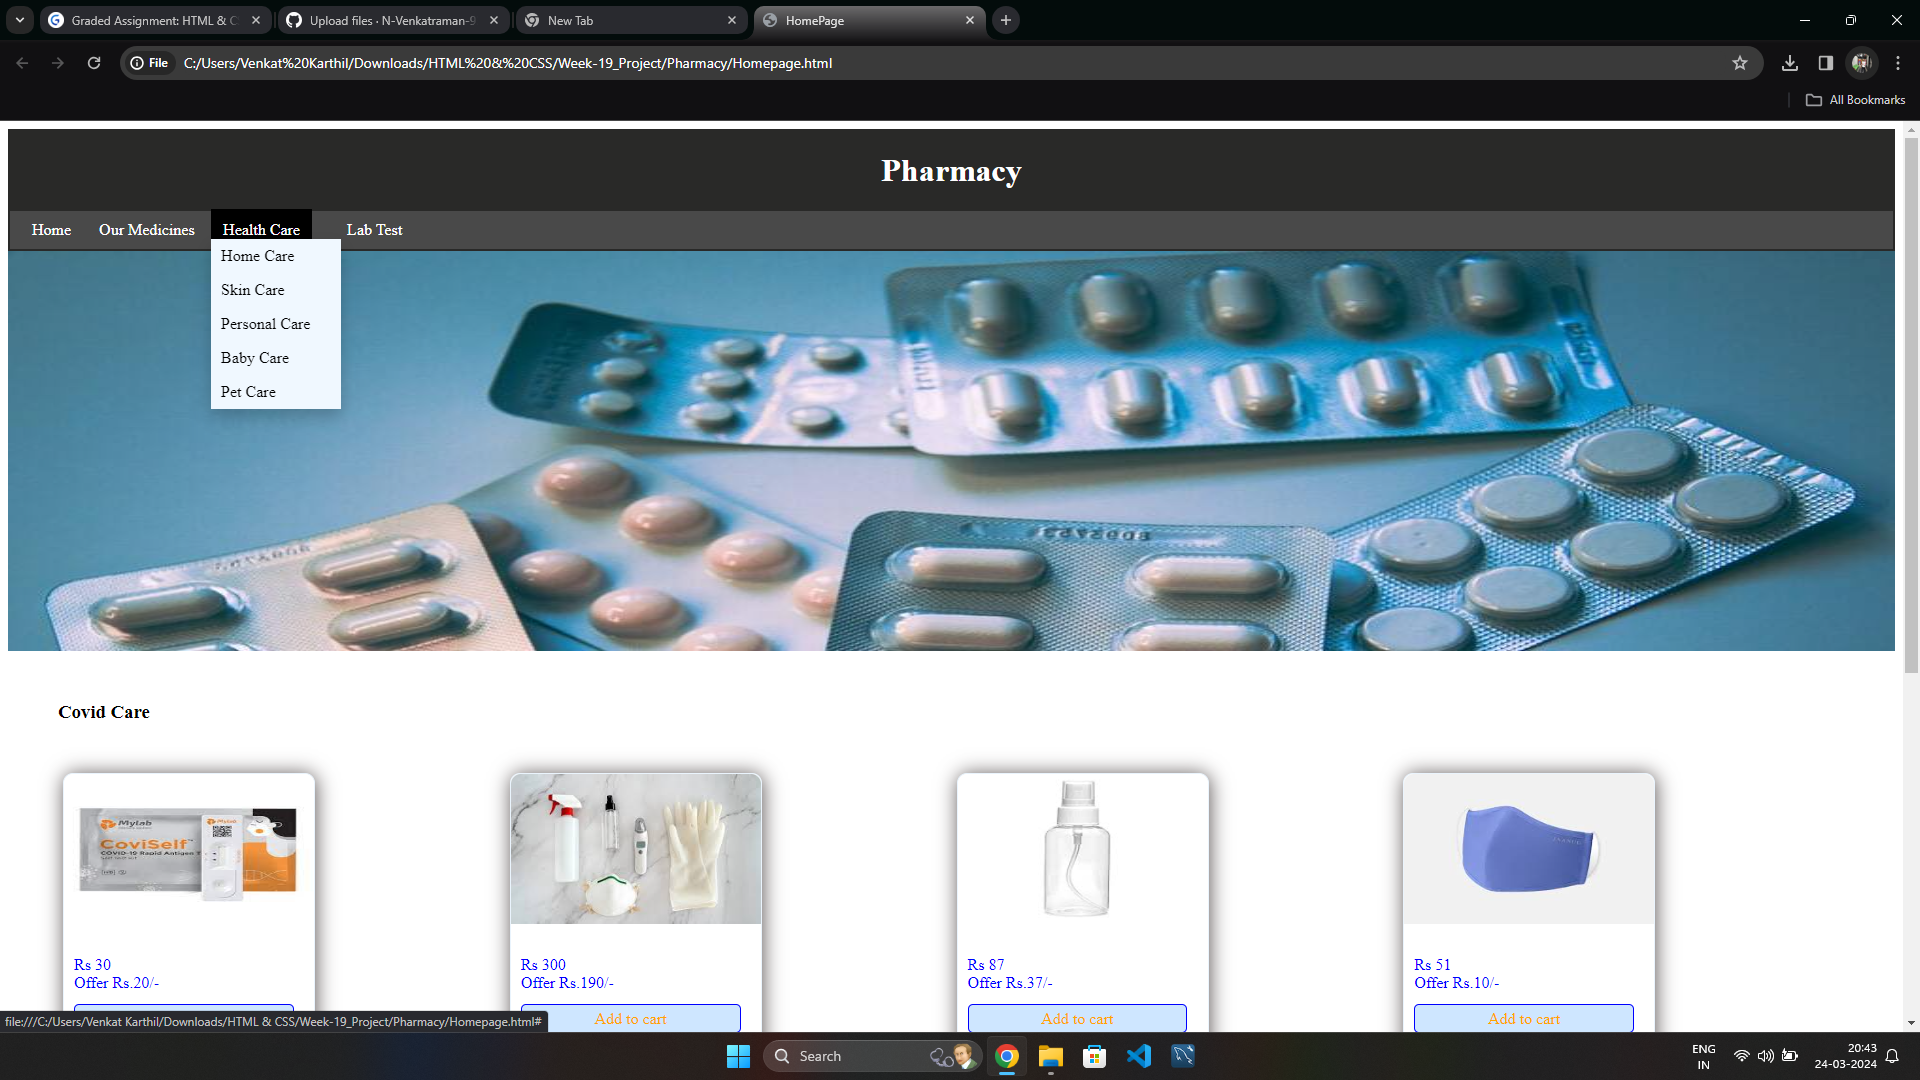 Graded Assignment: HTML & C
Upload files · N-Venkatraman-9
New Tab
HomePage
File
C:/Users/Venkat%20Karthil/Downloads/HTML%20&%20CSS/Week-19_Project/Pharmacy/Homepage.html
All Bookmarks
Pharmacy
Home
Our Medicines
Health Care
Lab Test
Home Care
Skin Care
Personal Care
Baby Care
Pet Care
Covid Care
Mylab
Mylab
CoviSelf™
COVID-19 Rapid Antigen
Rs 30
Offer Rs.20/-
Rs 300
Offer Rs.190/-
Add to cart
Rs 87
Offer Rs.37/-
Add to cart
Rs 51
Offer Rs.10/-
Add to cart
file:///C:/Users/Venkat Karthil/Downloads/HTML & CSS/Week-19_Project/Pharmacy/Homepage.html#
Search
ENG
IN
20:43
24-03-2024